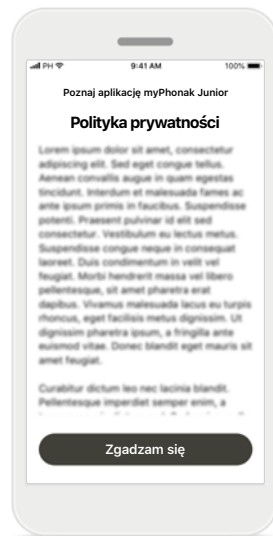 PH
9:41 AM
100%
Poznaj aplikację myPhonak Junior
Polityka prywatności
Lorem ipsum dolor sit amet, consectetur
adipiscing elit. Sed eget congue tellus.
Aenean convallis augue in quam egestas
tincidunt. Interdum et malesuada fames ac
ante ipsum primis in faucibus. Suspendisse
potenti. Praesent pulvinar id elit sed
consectetur. Vestibulum eu lectus metus.
Suspendisse congue neque in consequat
laoreet. Duis condimentum in velit vel
feugiat. Morbi hendrerit massa vel libero
pellentesque, sit amet pharetra erat
dapibus. Vivamus malesuada lacus eu turpis
rhoncus, eget facilisis metus dignissim. Ut
dignissim pharetra ipsum, a fringilla ante
euismod vitae. Donec blandit eget mauris sit
amet feugiat.
Curabitur dictum leo nec lacinia blandit.
Pellentesque imperdiet semper enim, a
Zgadzam się